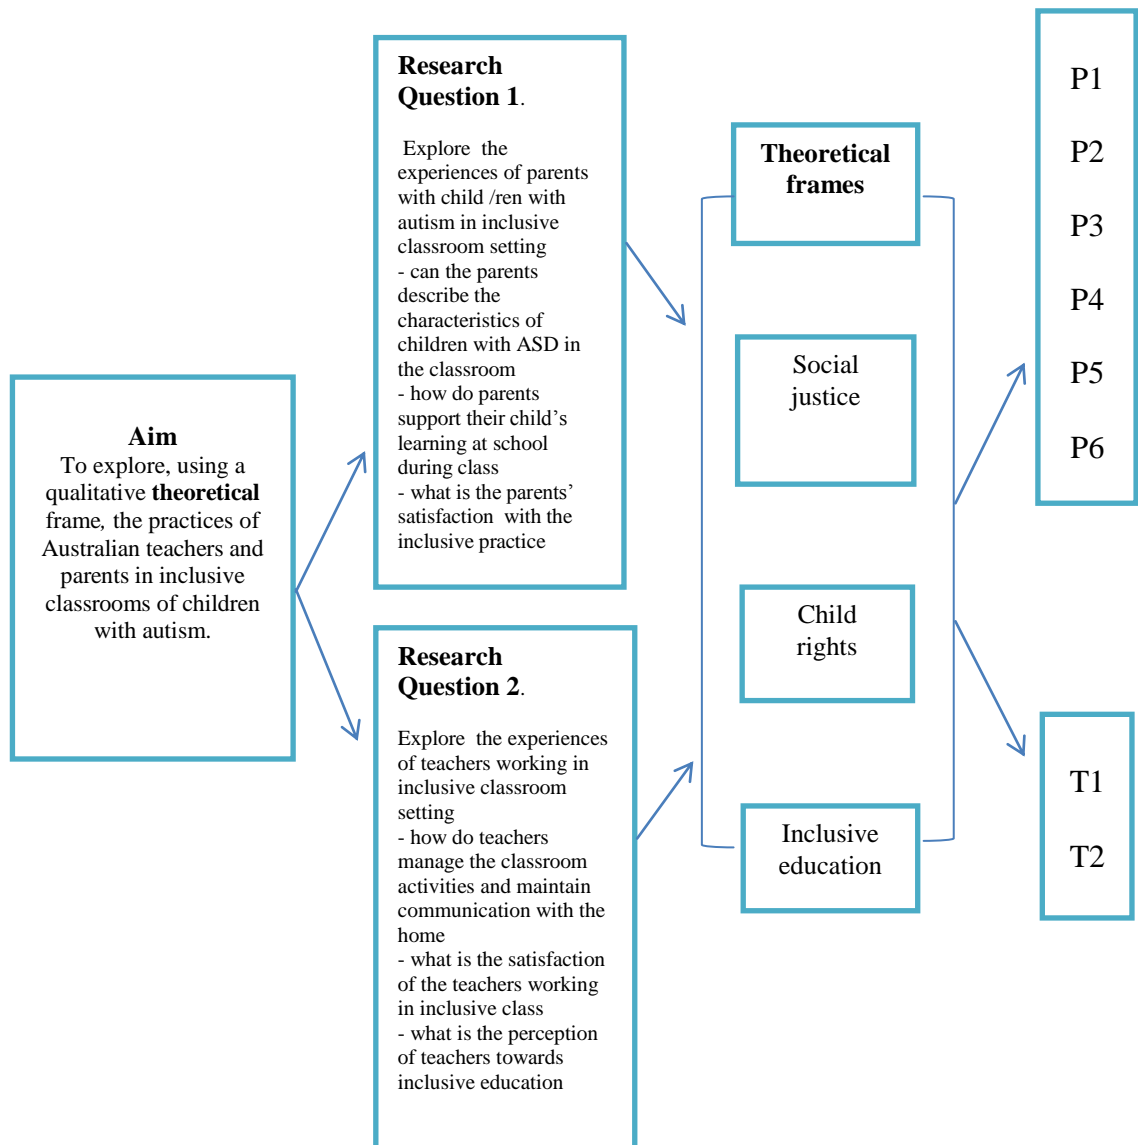 Aim
To explore, using a
qualitative theoretical
frame, the practices of
Australian teachers and
parents in inclusive
classrooms of children
with autism.
Research
Question 1.
Explore the
experiences of parents
with child /ren with
autism in inclusive
classroom setting
- can the parents
describe the
characteristics of
children with ASD in
the classroom
- how do parents
support their child’s
learning at school
during class
- what is the parents’
satisfaction with the
inclusive practice
Research
Question 2.
Explore the experiences
of teachers working in
inclusive classroom
setting
- how do teachers
manage the classroom
activities and maintain
communication with the
home
- what is the satisfaction
of the teachers working
in inclusive class
- what is the perception
of teachers towards
inclusive education
Theoretical
frames
Social
justice
Child
rights
Inclusive
education
P1
P2
P3
P4
P5
P6
T1
T2